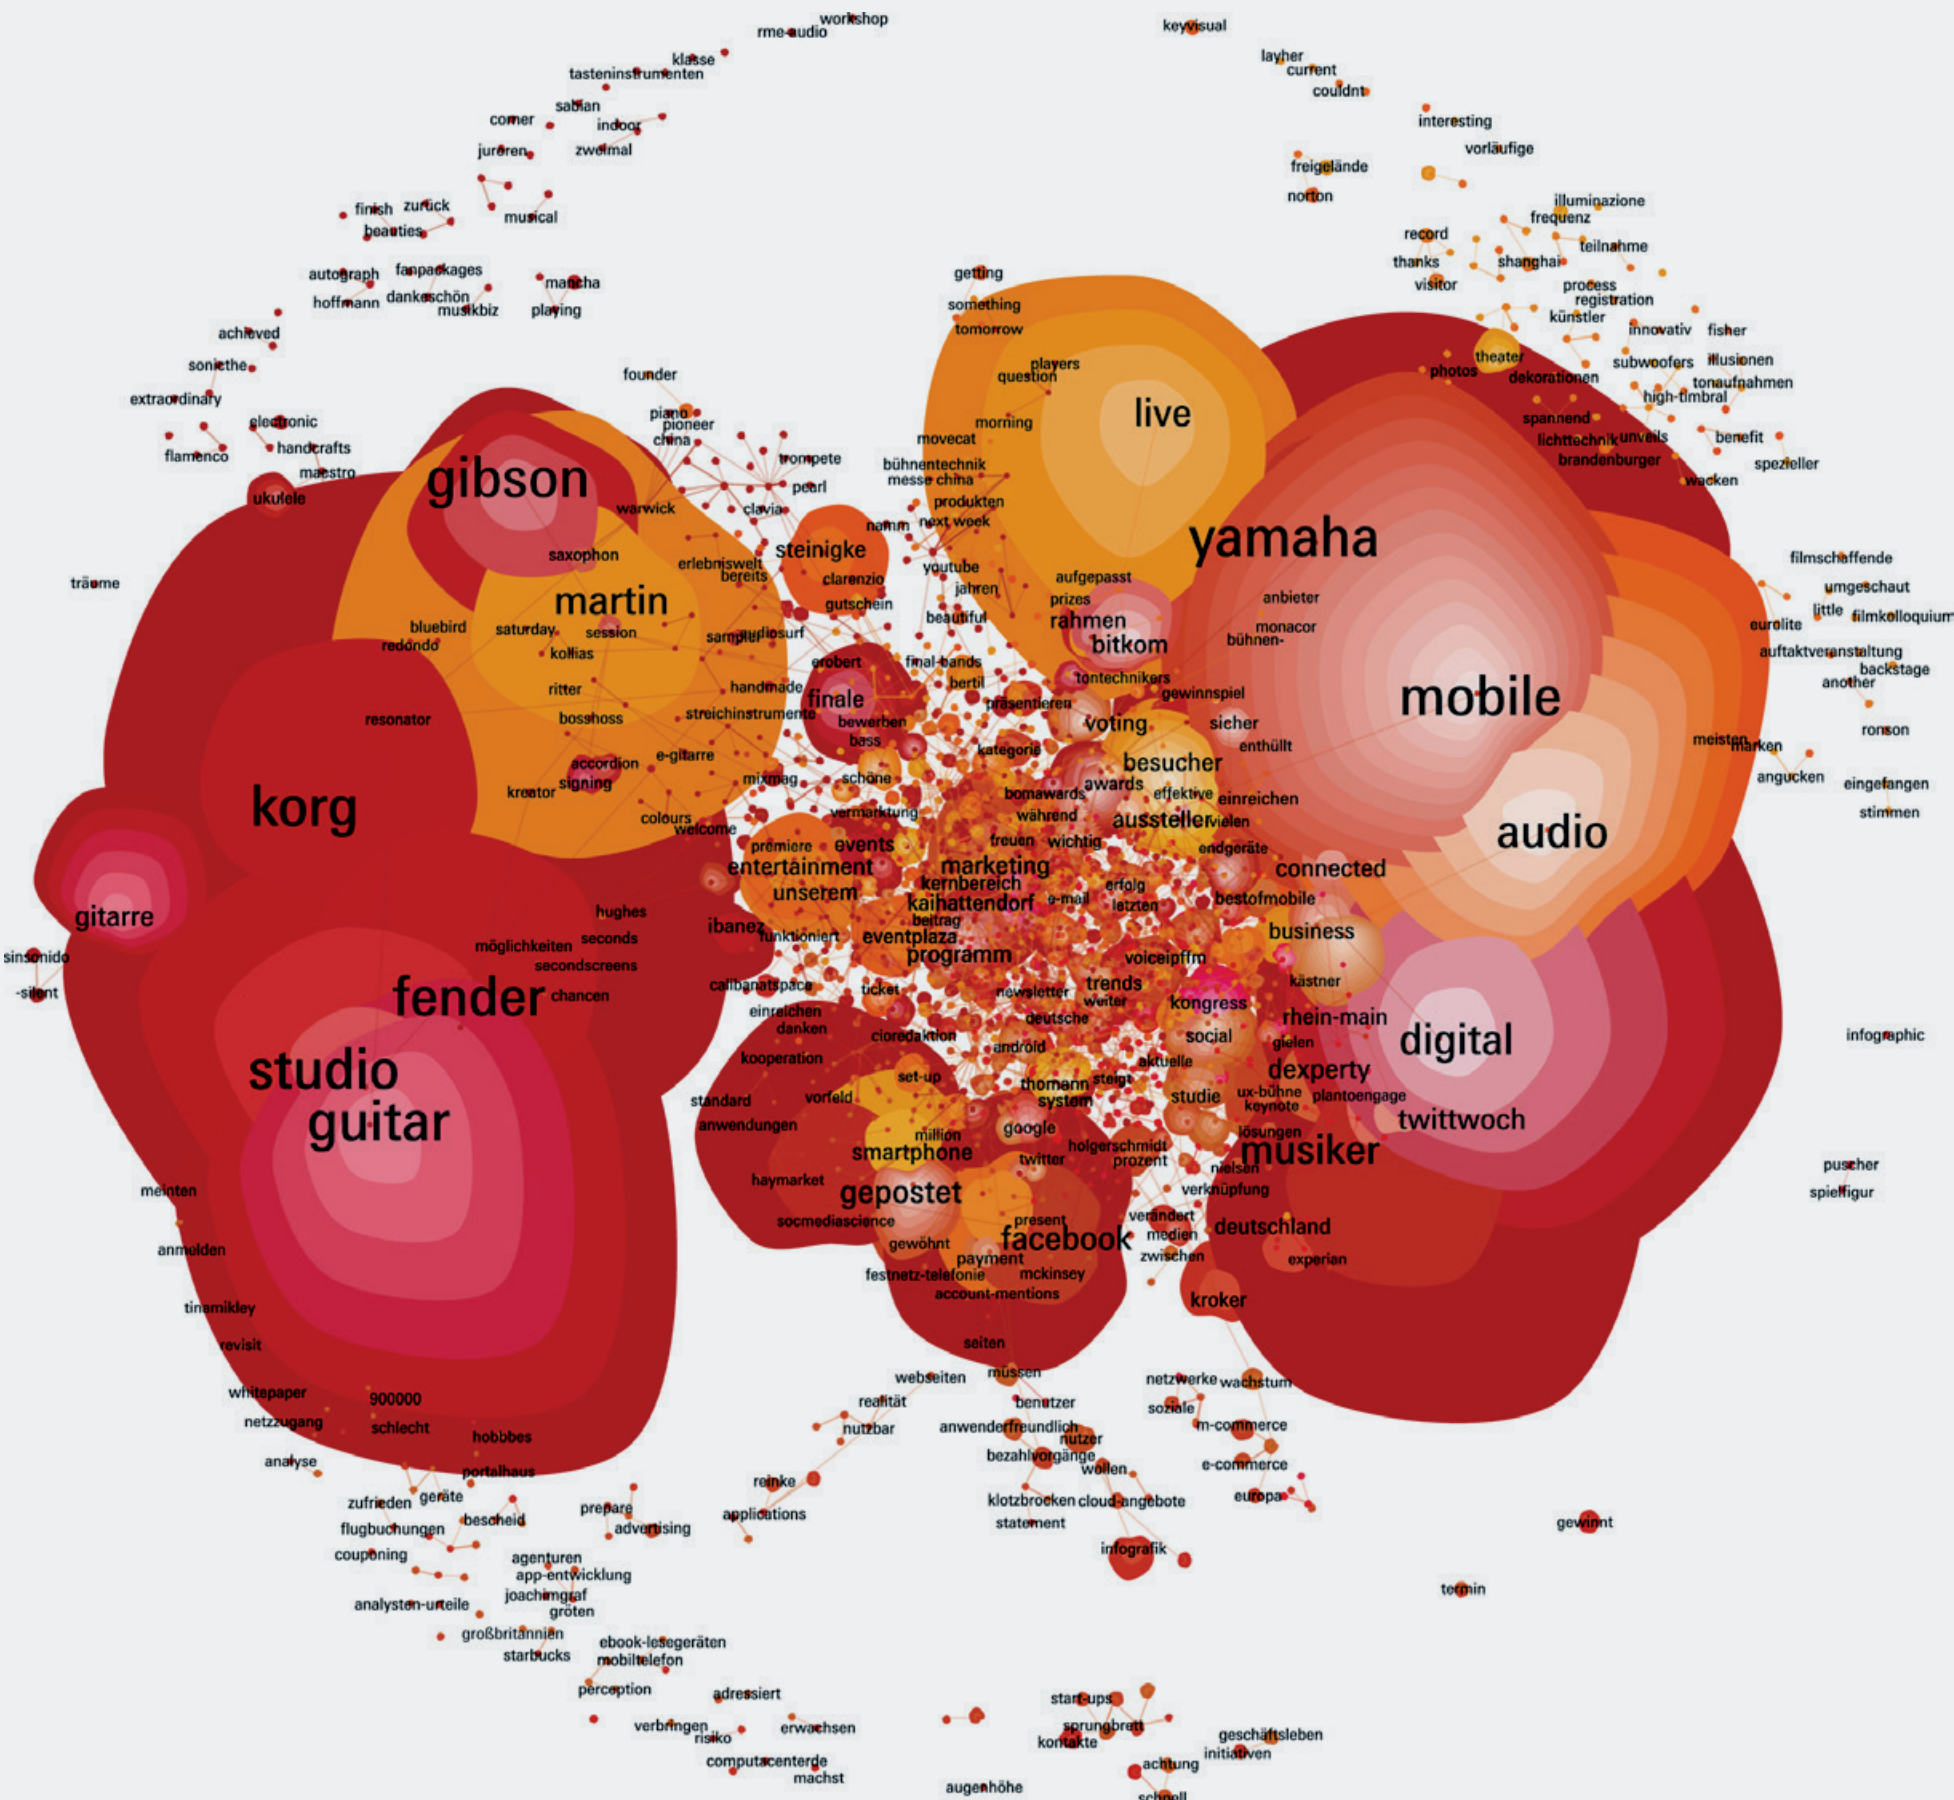 workshop
rme-audio
keyvisual
klasse
layher
current
tasteninstrumenten
couldnt
sabian
corner
indoor
interesting
juroren
zweimal
vorläufige
freigelände
norton
finish
zurück
musical
illuminazione
frequenz
beauties
record
teilnahme
thanks
shanghai
autograph
fanpackages
getting
mancha
visitor
process
hoffmann
dankeschön
musikbiz
playing
something
registration
künstler
achieved
tomorrow
innovativ
fisher
sonicthe
players
theater
subwoofers
illusionen
founder
question
photos
dekorationen
tonaufnahmen
extraordinary
high-timbral
piano
live
electronic
pioneer
morning
spannend
china
movecat
lichttechnik
unveils
benefit
flamenco
handcrafts
trompete
bühnentechnik
brandenburger
spezieller
maestro
gibson
messe china
wacken
ukulele
pearl
warwick
clavia
produkten
namm
next week
yamaha
saxophon
steinigke
filmschaffende
erlebniswelt
youtube
träume
bereits
clarenzio
aufgepasst
jahren
umgeschaut
martin
gutschein
prizes
anbieter
little
filmkolloquium
beautiful
rahmen
eurolite
bluebird
saturday
session
sampler
audiosurf
monacor
redondo
bitkom
bühnen-
kollias
erobert
final-bands
auftaktveranstaltung
backstage
ritter
handmade
bertil
tontechnikers
another
finale
gewinnspiel
mobile
resonator
bosshoss
streichinstrumente
bewerben
präsentieren
voting
sicher
ronson
bass
kategorie
enthüllt
meisten
marken
accordion
e-gitarre
besucher
signing
mixmag
schöne
awards
angucken
eingefangen
kreator
bomawards
effektive
einreichen
korg
colours
vermarktung
während
aussteller
vielen
stimmen
welcome
audio
premiere
events
freuen
wichtig
endgeräte
entertainment
marketing
connected
unserem
kernbereich
erfolg
kaihattendorf
e-mail
letzten
bestofmobile
gitarre
hughes
beitrag
ibanez
funktioniert
eventplaza
business
möglichkeiten
seconds
programm
voiceipffm
sinsonido
secondscreens
calibanatspace
ticket
newsletter
trends
kästner
-silent
fender
chancen
weiter
kongress
einreichen
deutsche
rhein-main
danken
cioredaktion
social
digital
infographic
kooperation
android
gielen
aktuelle
studio
set-up
thomann
steigt
dexperty
standard
vorfeld
system
studie
ux-bühne
plantoengage
guitar
anwendungen
million
google
keynote
twittwoch
smartphone
holgerschmidt
lösungen
twitter
prozent
musiker
haymarket
nielsen
puscher
meinten
gepostet
verknüpfung
spielfigur
socmediascience
present
verändert
deutschland
gewöhnt
facebook
medien
anmelden
payment
zwischen
experian
festnetz-telefonie
mckinsey
account-mentions
kroker
tinamikley
seiten
revisit
webseiten
müssen
netzwerke
wachstum
whitepaper
900000
realität
benutzer
soziale
netzzugang
schlecht
nutzbar
anwenderfreundlich
m-commerce
hobbbes
nutzer
bezahlvorgänge
analyse
portalhaus
wollen
e-commerce
reinke
zufrieden
geräte
prepare
applications
klotzbrocken
cloud-angebote
europa
flugbuchungen
bescheid
advertising
statement
gewinnt
couponing
agenturen
infografik
app-entwicklung
joachimgraf
termin
analysten-urteile
gröten
großbritannien
ebook-lesegeräten
starbucks
mobiltelefon
perception
adressiert
start-ups
verbringen
risiko
erwachsen
sprungbrett
kontakte
geschäftsleben
computacenterde
initiativen
machst
achtung
augenhöhe
schnell